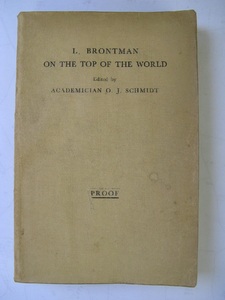 L. BRONTMAN
ON THE TOP OF THE WORLD
Edited by
ACADEMICIAN O. J. SCHMIDT
PROOF